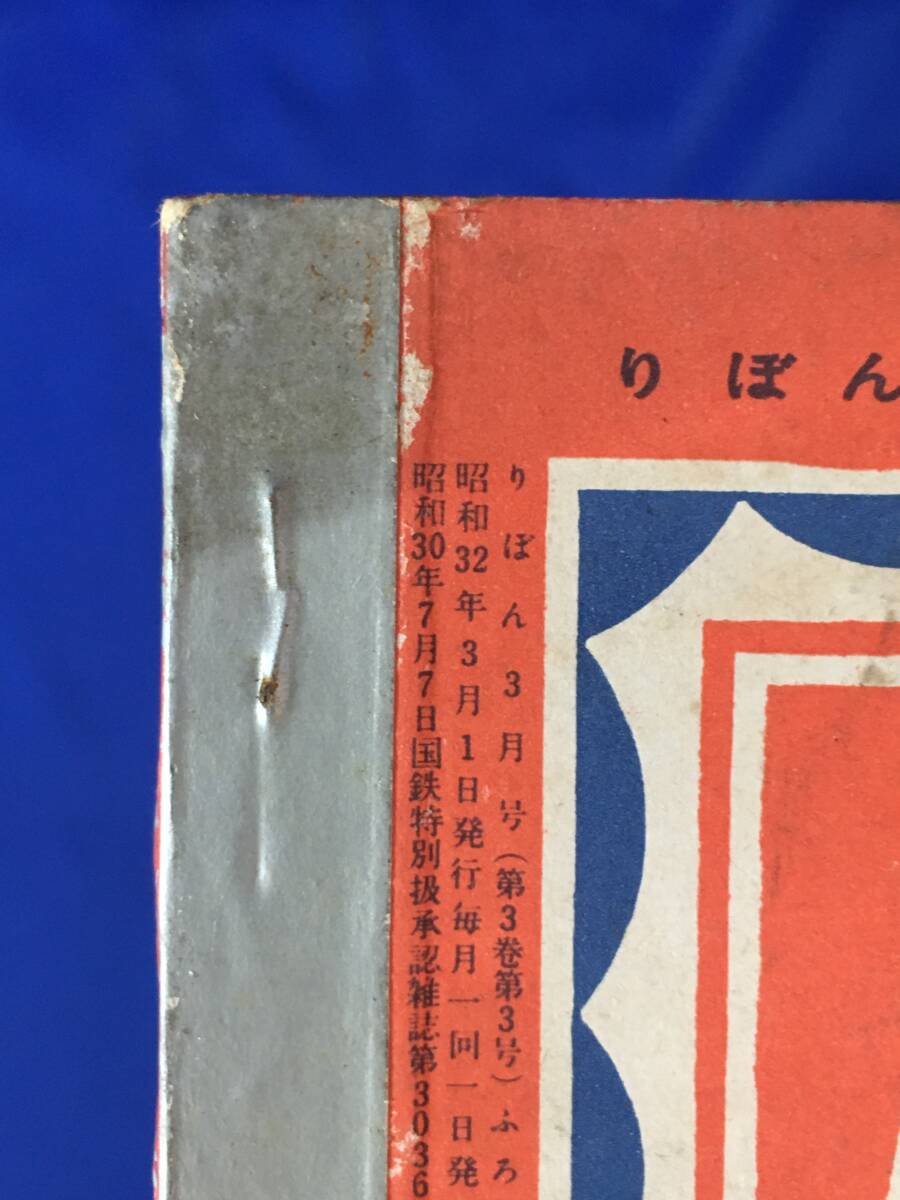 りぼん
りぼん3月号(第3巻第3号)ふろ
昭和32年3月1日発行毎月一回一日発
昭和30年7月7日国鉄特別扱承認雑誌第3036